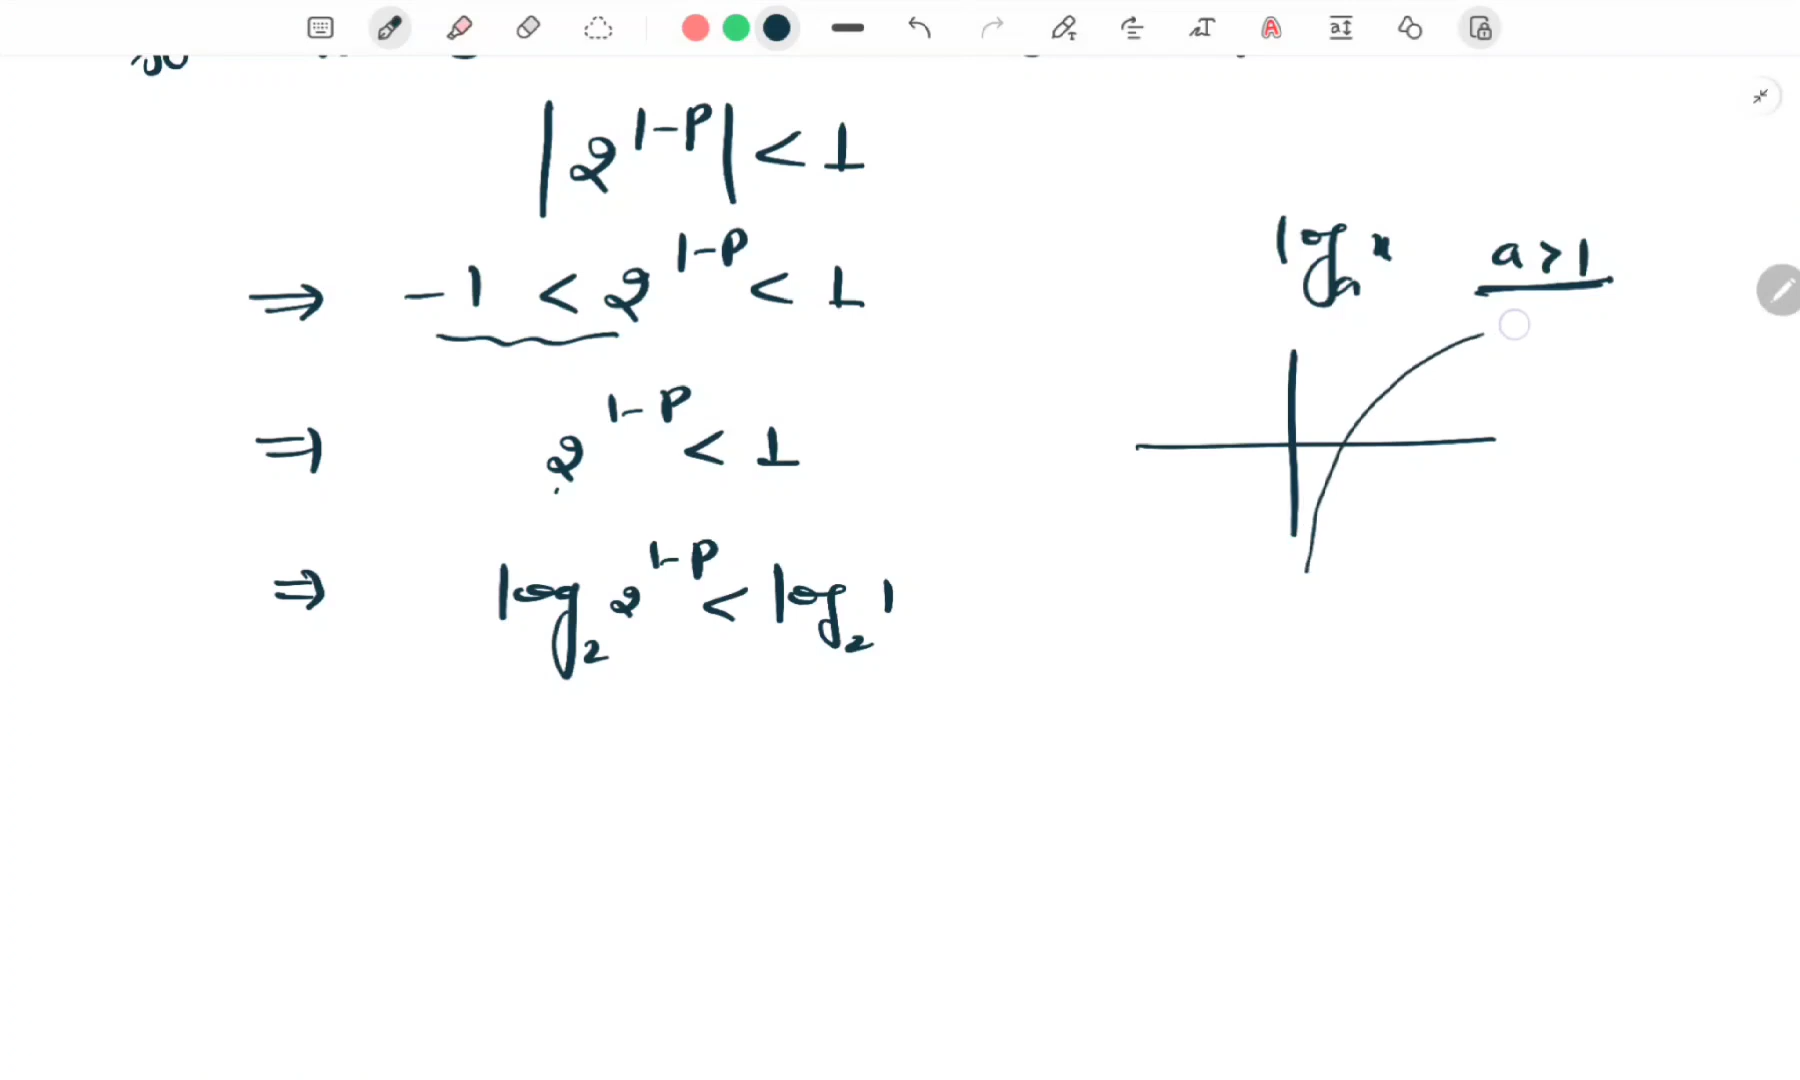 |2^{1-P}| < 1
⇒ -1 < 2^{1-P} < 1
⇒ 2^{1-P} < 1
⇒ log_2 2^{1-P} < log_2 1
log_a x a > 1